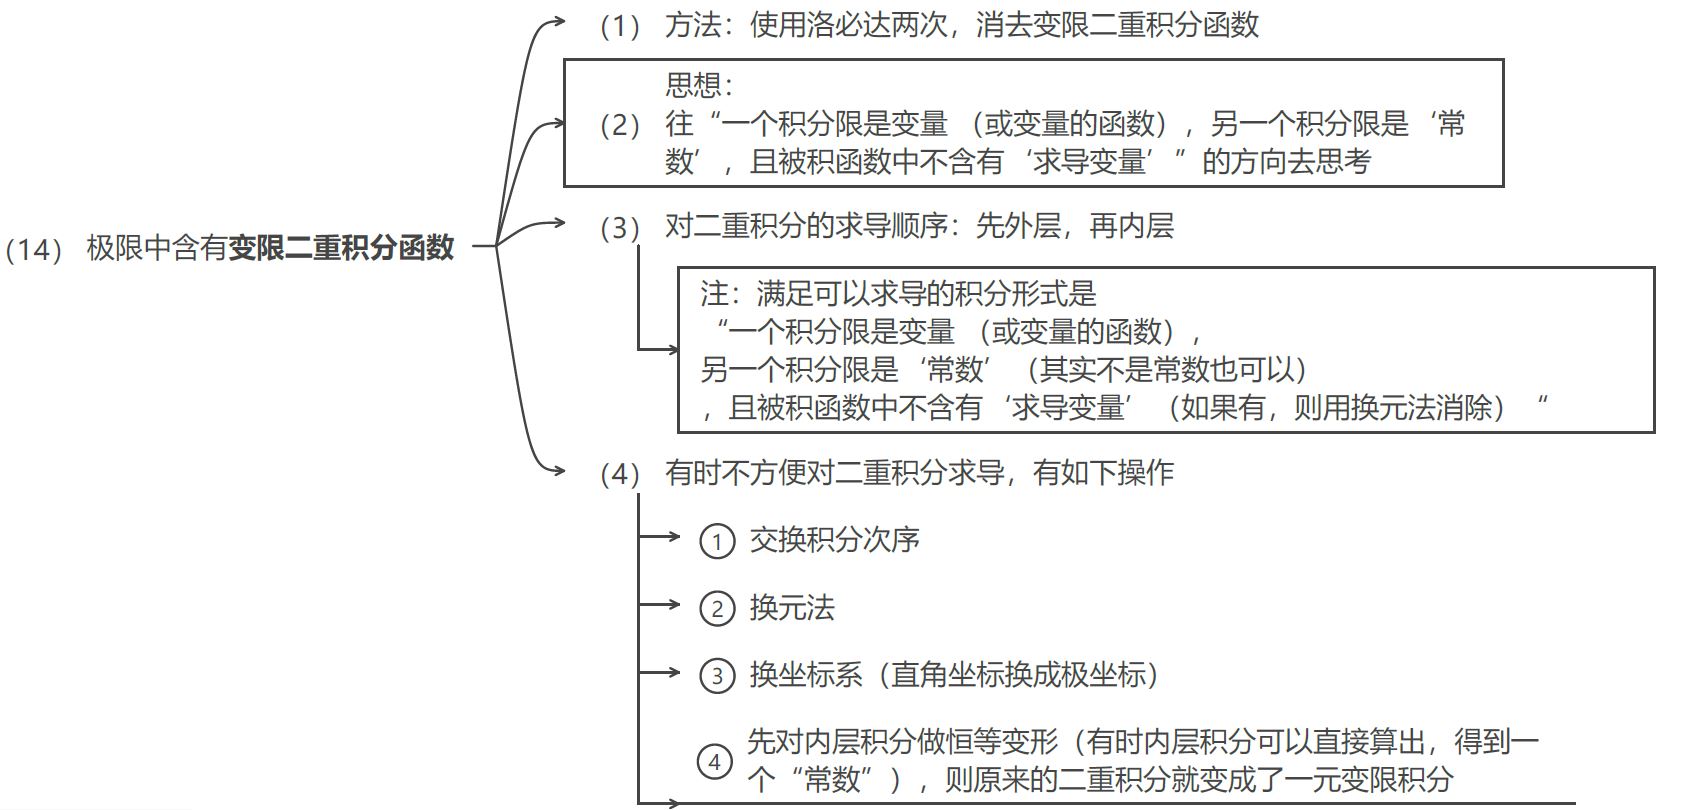 （1） 方法：使用洛必达两次，消去变限二重积分函数
思想：
（2） 往“一个积分限是变量 （或变量的函数），另一个积分限是‘常
数’，且被积函数中不含有‘求导变量’”的方向去思考
（14） 极限中含有变限二重积分函数
（3） 对二重积分的求导顺序：先外层，再内层
注：满足可以求导的积分形式是
“一个积分限是变量 （或变量的函数），
另一个积分限是‘常数’（其实不是常数也可以）
，且被积函数中不含有‘求导变量’（如果有，则用换元法消除）“
（4） 有时不方便对二重积分求导，有如下操作
① 交换积分次序
② 换元法
③ 换坐标系（直角坐标换成极坐标）
④ 先对内层积分做恒等变形（有时内层积分可以直接算出，得到一
个“常数”），则原来的二重积分就变成了一元变限积分